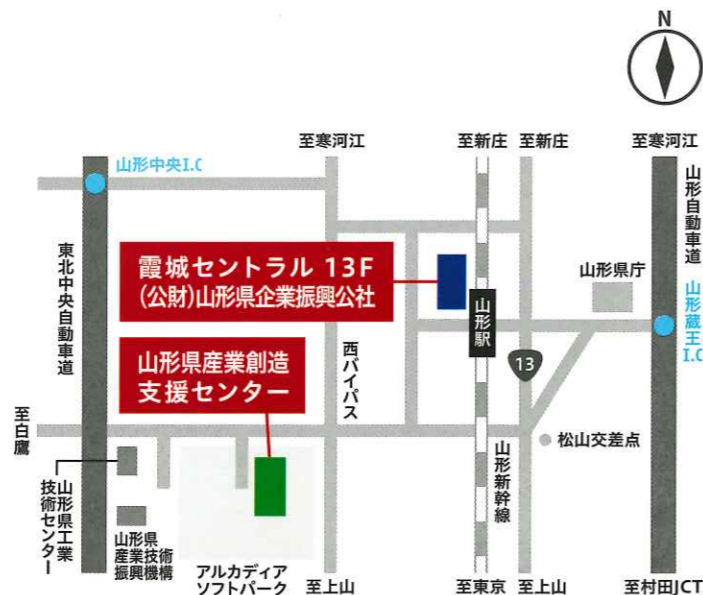 N
至寒河江
至新庄
至新庄
至寒河江
山形中央I.C
東北中央自動車道
霞城セントラル 13F
(公財)山形県企業振興公社
山形県産業創造
支援センター
西バイパス
山形駅
13
山形県庁
山形自動車道
山形蔵王I.C
至白鷹
松山交差点
山形新幹線
山形県工業
技術センター
山形県
産業技術
振興機構
アルカディア
ソフトパーク
至上山
至東京
至上山
至村田JCT